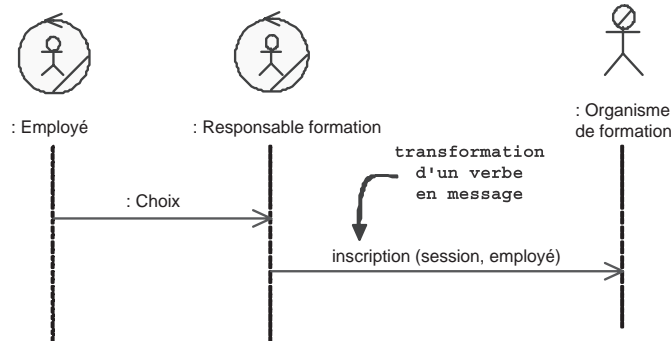 : Employé
: Responsable formation
: Organisme
de formation
transformation
d'un verbe
en message
: Choix
inscription (session, employé)